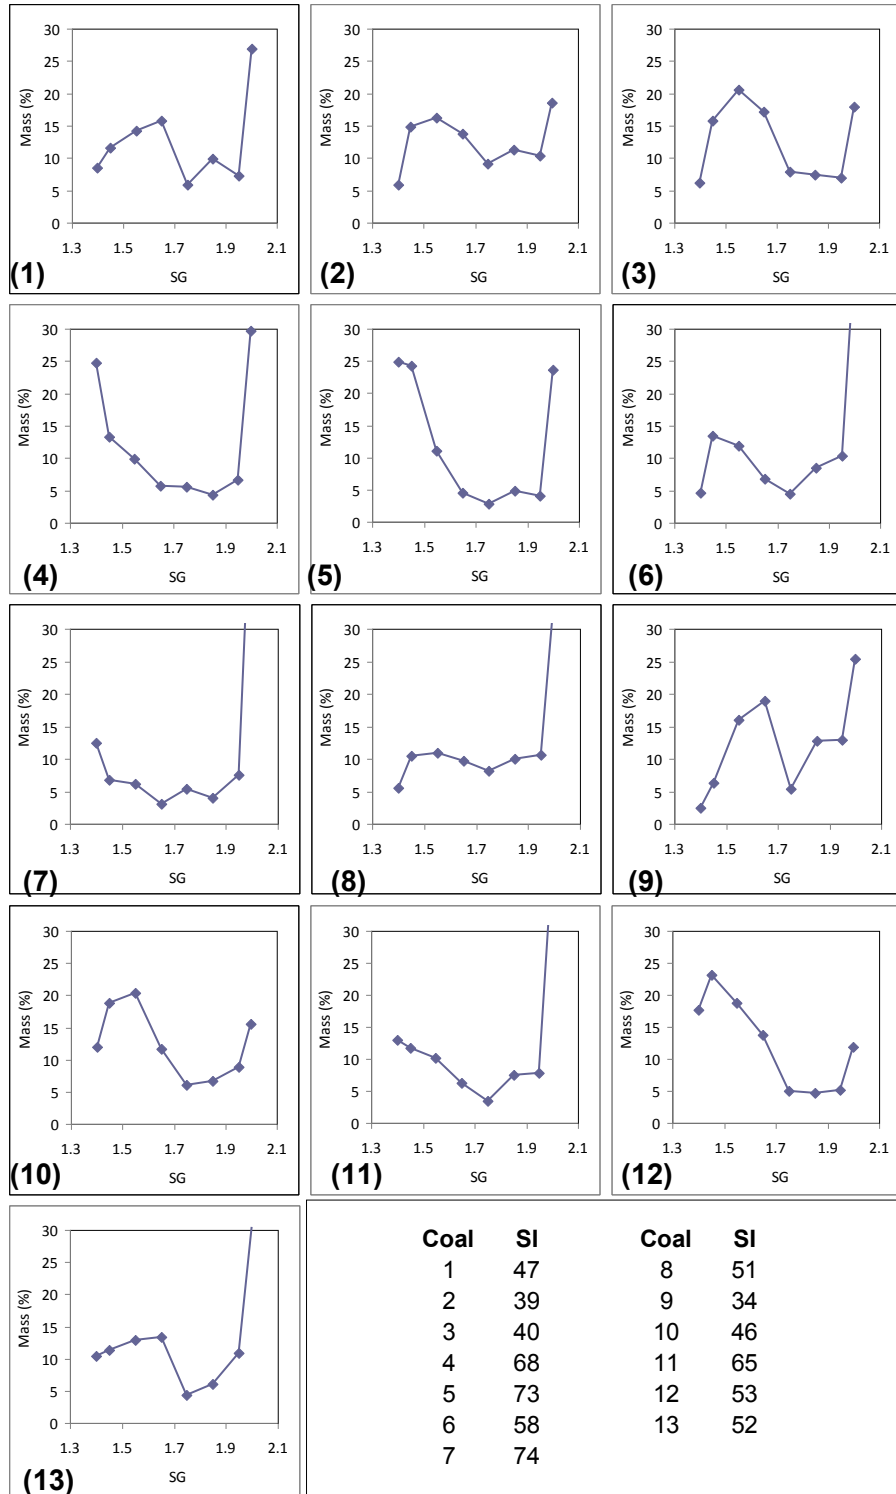 30
25
20
15
10
5
0
Mass (%)
1.3 1.5 1.7 1.9 2.1
SG
(1)
30
25
20
15
10
5
0
Mass (%)
1.3 1.5 1.7 1.9 2.1
SG
(2)
30
25
20
15
10
5
0
Mass (%)
1.3 1.5 1.7 1.9 2.1
SG
(3)
30
25
20
15
10
5
0
Mass (%)
1.3 1.5 1.7 1.9 2.1
SG
(4)
30
25
20
15
10
5
0
Mass (%)
1.3 1.5 1.7 1.9 2.1
SG
(5)
30
25
20
15
10
5
0
Mass (%)
1.3 1.5 1.7 1.9 2.1
SG
(6)
30
25
20
15
10
5
0
Mass (%)
1.3 1.5 1.7 1.9 2.1
SG
(7)
30
25
20
15
10
5
0
Mass (%)
1.3 1.5 1.7 1.9 2.1
SG
(8)
30
25
20
15
10
5
0
Mass (%)
1.3 1.5 1.7 1.9 2.1
SG
(9)
30
25
20
15
10
5
0
Mass (%)
1.3 1.5 1.7 1.9 2.1
SG
(10)
30
25
20
15
10
5
0
Mass (%)
1.3 1.5 1.7 1.9 2.1
SG
(11)
30
25
20
15
10
5
0
Mass (%)
1.3 1.5 1.7 1.9 2.1
SG
(12)
30
25
20
15
10
5
0
Mass (%)
1.3 1.5 1.7 1.9 2.1
SG
(13)
Coal SI Coal SI
1 47 8 51
2 39 9 34
3 40 10 46
4 68 11 65
5 73 12 53
6 58 13 52
7 74